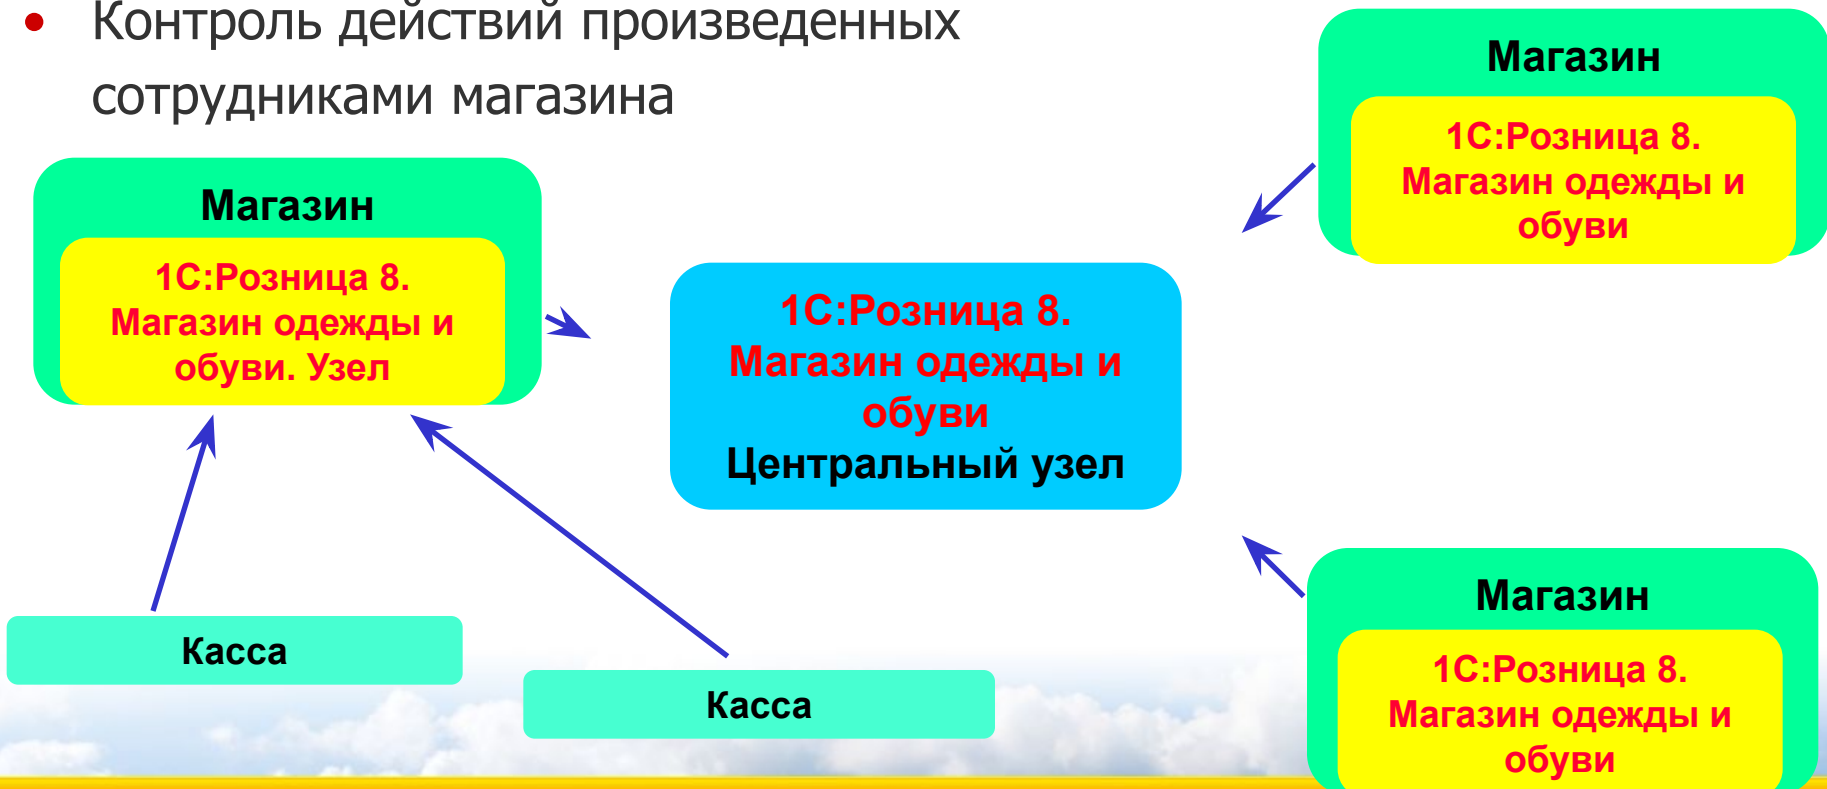 • Контроль действий произведенных
сотрудниками магазина
Магазин
1С:Розница 8.
Магазин одежды и
обуви. Узел
1С:Розница 8.
Магазин одежды и
обуви
Центральный узел
Магазин
1С:Розница 8.
Магазин одежды и
обуви
Касса
Касса
Магазин
1С:Розница 8.
Магазин одежды и
обуви